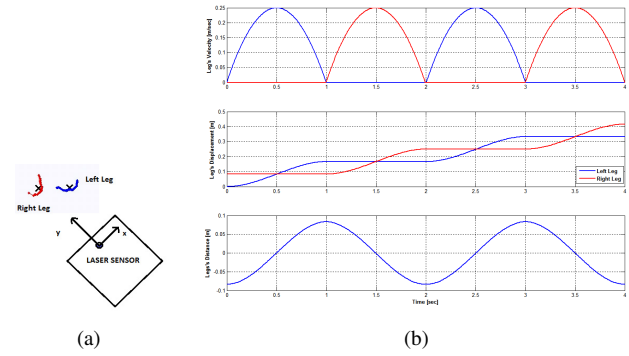 Left Leg
Right Leg
y
x
LASER SENSOR
(a)
Leg's Velocity [m/sec]
0.25
0.2
0.15
0.1
0.05
0
0 0.5 1 1.5 2 2.5 3 3.5 4
Leg's Displacement [m]
0.5
0.4
0.3
0.2
0.1
0
0 0.5 1 1.5 2 2.5 3 3.5 4
Left Leg
Right Leg
Legs's Distance [m]
0.1
0.05
0
-0.05
-0.1
0 0.5 1 1.5 2 2.5 3 3.5 4
Time [sec]
(b)